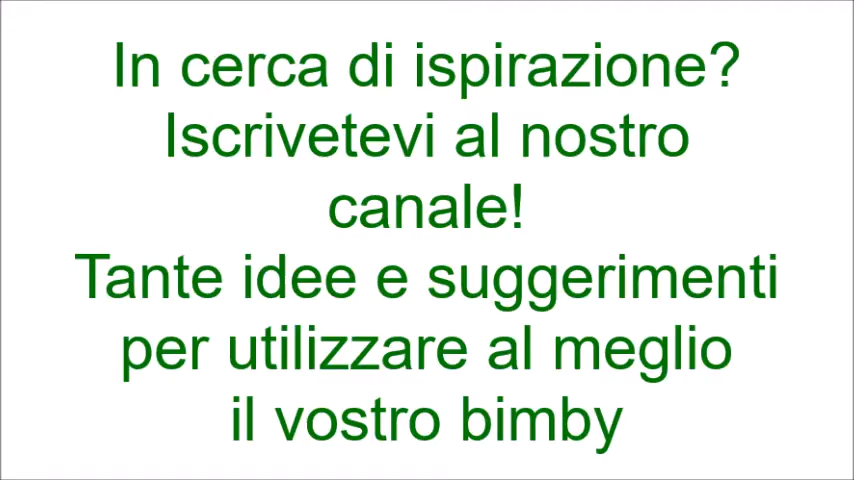 In cerca di ispirazione?
Iscrivetevi al nostro
canale!
Tante idee e suggerimenti
per utilizzare al meglio
il vostro bimby